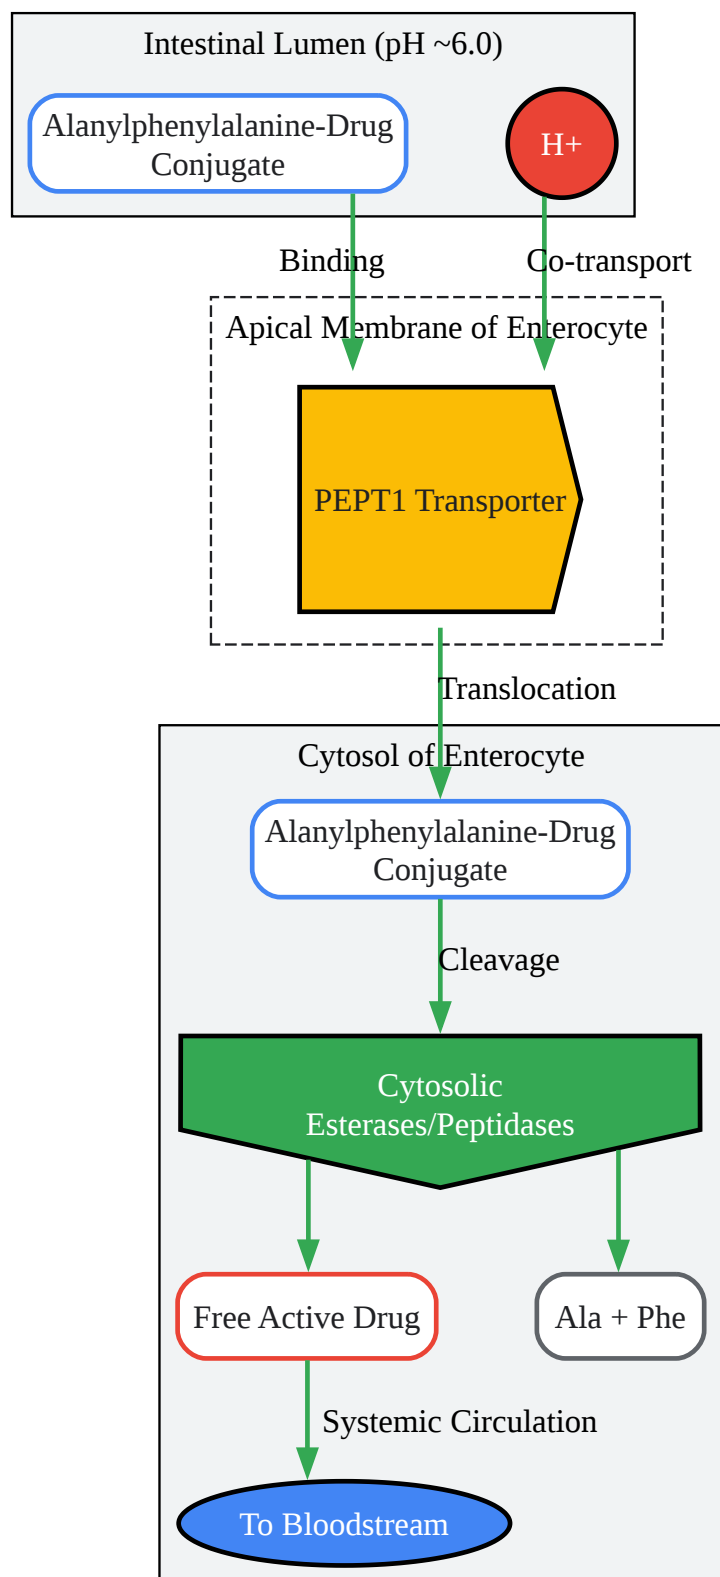 Intestinal Lumen (pH ~6.0)
Alanylphenylalanine-Drug
Conjugate
H+
Binding
Co-transport
Apical Membrane of Enterocyte
PEPT1 Transporter
Translocation
Cytosol of Enterocyte
Alanylphenylalanine-Drug
Conjugate
Cleavage
Cytosolic
Esterases/Peptidases
Free Active Drug
Ala + Phe
Systemic Circulation
To Bloodstream